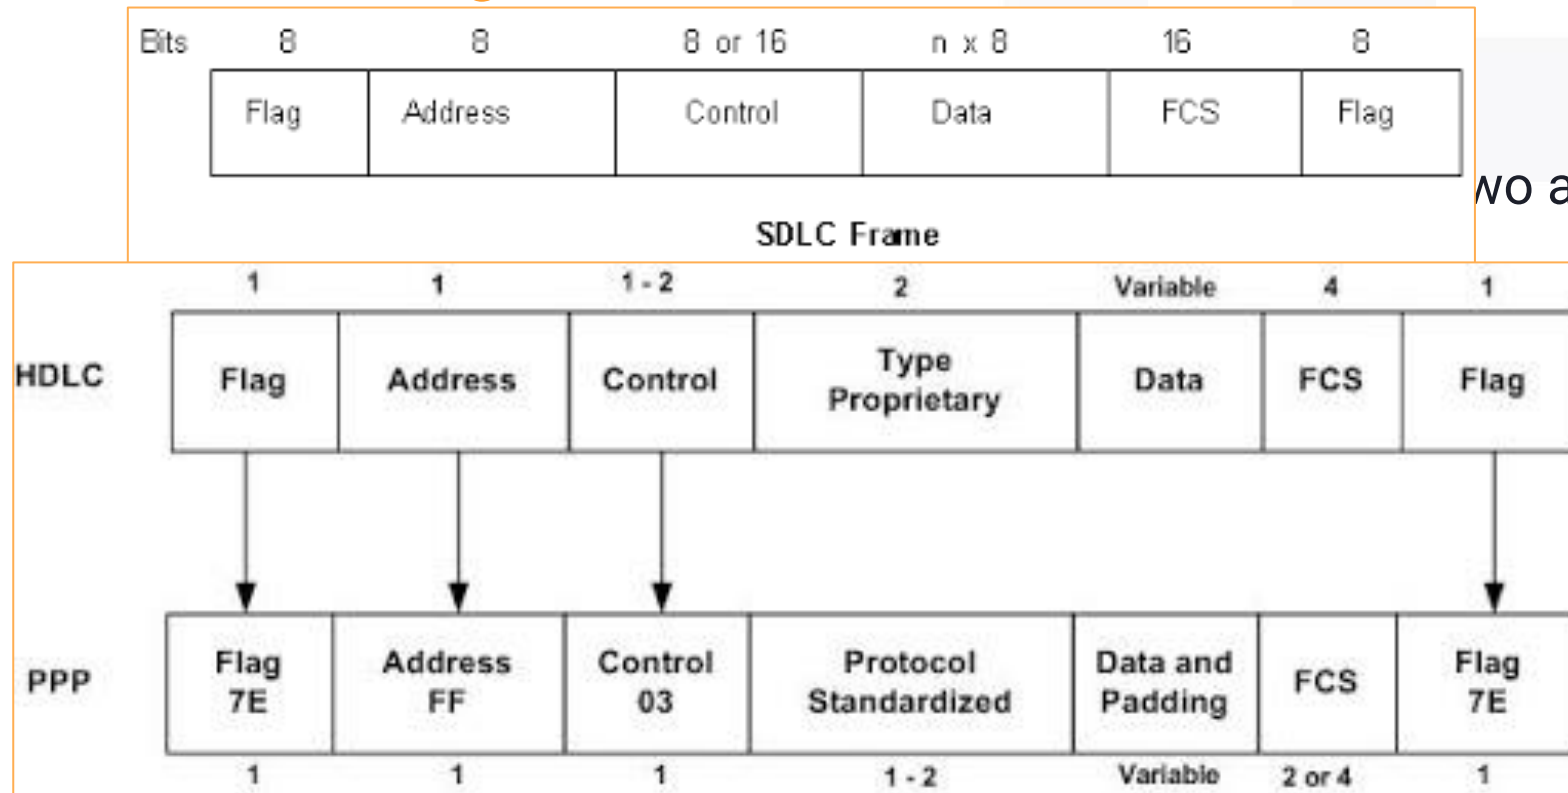 Bits 8 8 8 or 16 n x 8 16 8
Flag Address Control Data FCS Flag
wo a
SDLC Frame
1 1 1 - 2 2 Variable 4 1
HDLC Flag Address Control Type Proprietary Data FCS Flag
PPP Flag 7E Address FF Control 03 Protocol Standardized Data and Padding FCS Flag 7E
1 1 1 1 - 2 Variable 2 or 4 1